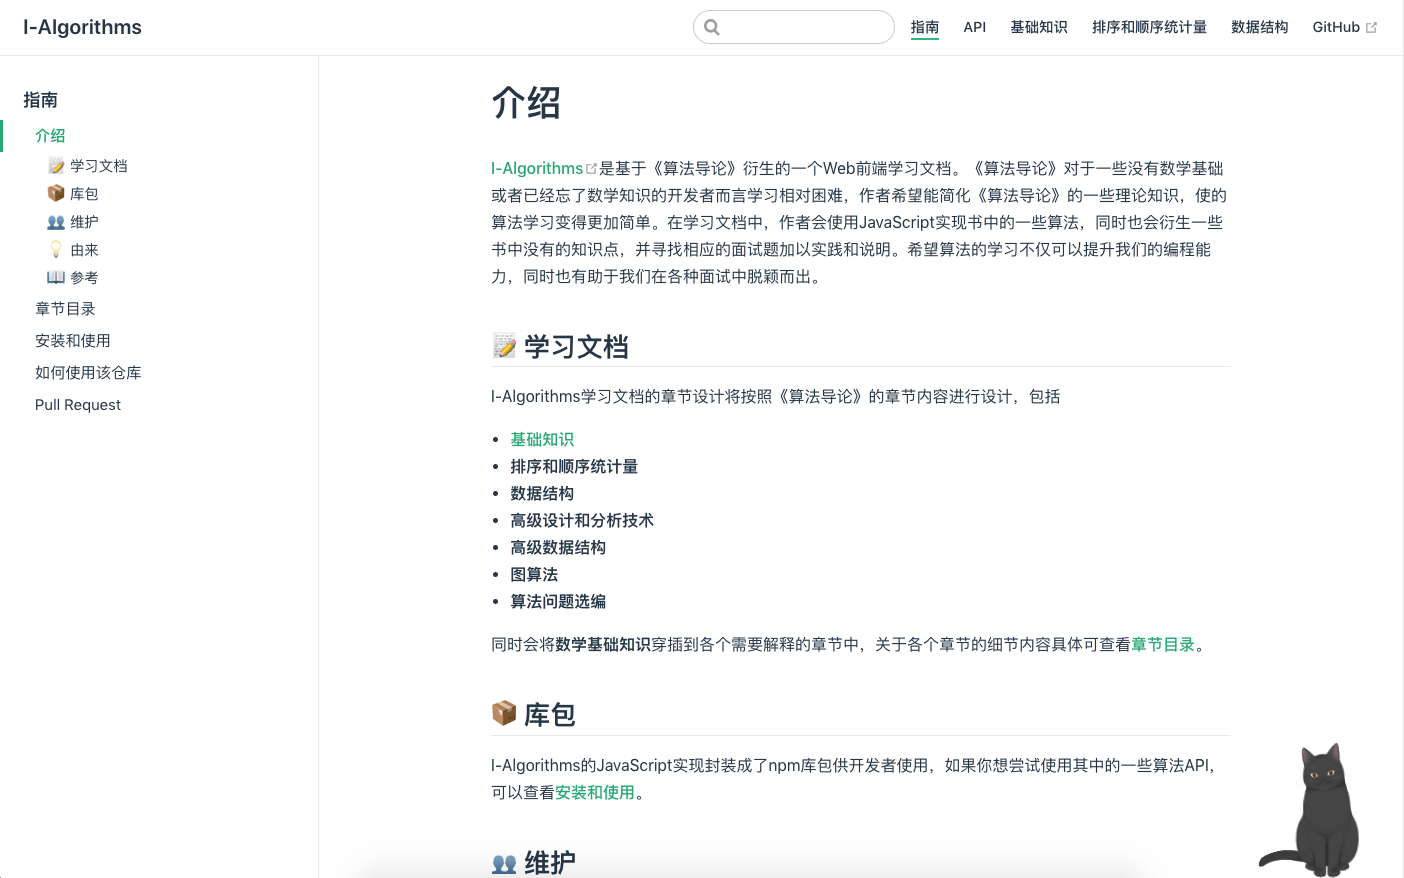 I-Algorithms
指南
API
基础知识
排序和顺序统计量
数据结构
GitHub
指南
介绍
学习文档
库包
维护
由来
参考
章节目录
安装和使用
如何使用该仓库
Pull Request
介绍
I-Algorithms是基于《算法导论》衍生的一个Web前端学习文档。《算法导论》对于一些没有数学基础
或者已经忘了数学知识的开发者而言学习相对困难，作者希望能简化《算法导论》的一些理论知识，使的
算法学习变得更加简单。在学习文档中，作者会使用JavaScript实现书中的一些算法，同时也会衍生一些
书中没有的知识点，并寻找相应的面试题加以实践和说明。希望算法的学习不仅可以提升我们的编程能
力，同时也有助于我们在各种面试中脱颖而出。
学习文档
I-Algorithms学习文档的章节设计将按照《算法导论》的章节内容进行设计，包括
基础知识
排序和顺序统计量
数据结构
高级设计和分析技术
高级数据结构
图算法
算法问题选编
同时会将数学基础知识穿插到各个需要解释的章节中，关于各个章节的细节内容具体可查看章节目录。
库包
I-Algorithms的JavaScript实现封装成了npm库包供开发者使用，如果你想尝试使用其中的一些算法API，
可以查看安装和使用。
维护